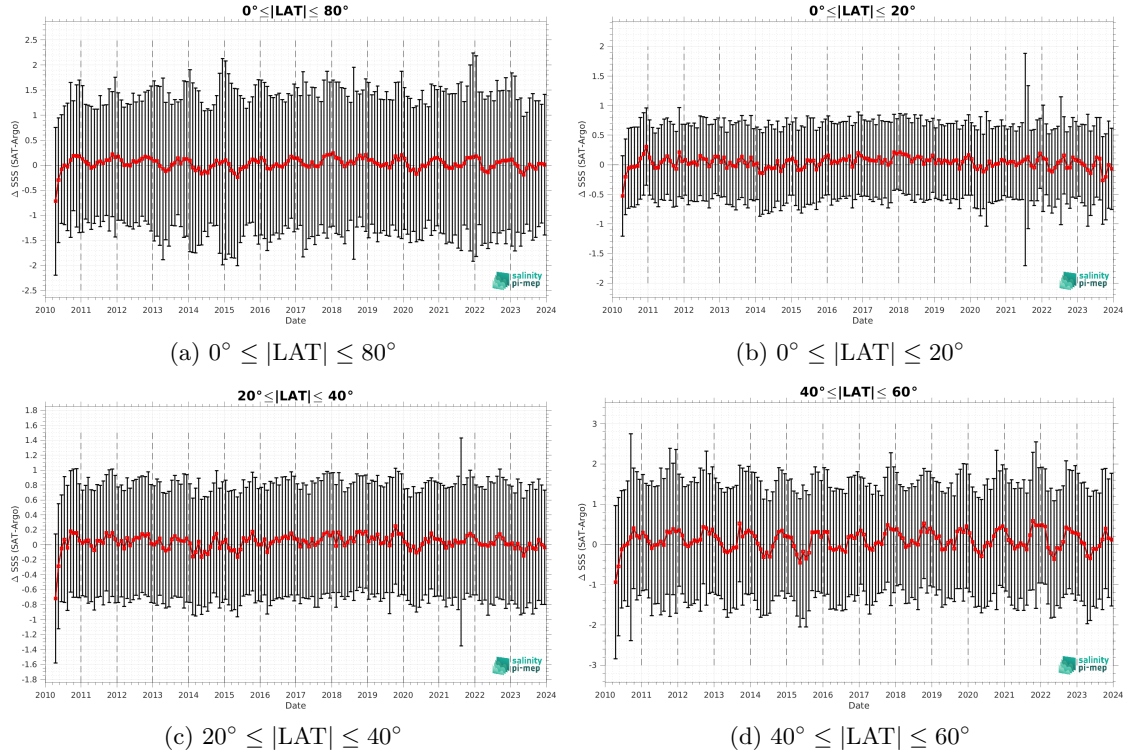 0°≤|LAT|≤ 80°
Δ SSS (SAT-Argo)
2.5
2
1.5
1
0.5
0
-0.5
-1
-1.5
-2
-2.5
2010 2011 2012 2013 2014 2015 2016 2017 2018 2019 2020 2021 2022 2023 2024
Date
salinity
pi-mep
(a) 0° ≤ |LAT| ≤ 80°
0°≤|LAT|≤ 20°
Δ SSS (SAT-Argo)
2
1.5
1
0.5
0
-0.5
-1
-1.5
-2
2010 2011 2012 2013 2014 2015 2016 2017 2018 2019 2020 2021 2022 2023 2024
Date
salinity
pi-mep
(b) 0° ≤ |LAT| ≤ 20°
20°≤|LAT|≤ 40°
Δ SSS (SAT-Argo)
1.8
1.6
1.4
1.2
1
0.8
0.6
0.4
0.2
0
-0.2
-0.4
-0.6
-0.8
-1
-1.2
-1.4
-1.6
-1.8
2010 2011 2012 2013 2014 2015 2016 2017 2018 2019 2020 2021 2022 2023 2024
Date
salinity
pi-mep
(c) 20° ≤ |LAT| ≤ 40°
40°≤|LAT|≤ 60°
Δ SSS (SAT-Argo)
3
2
1
0
-1
-2
-3
2010 2011 2012 2013 2014 2015 2016 2017 2018 2019 2020 2021 2022 2023 2024
Date
salinity
pi-mep
(d) 40° ≤ |LAT| ≤ 60°